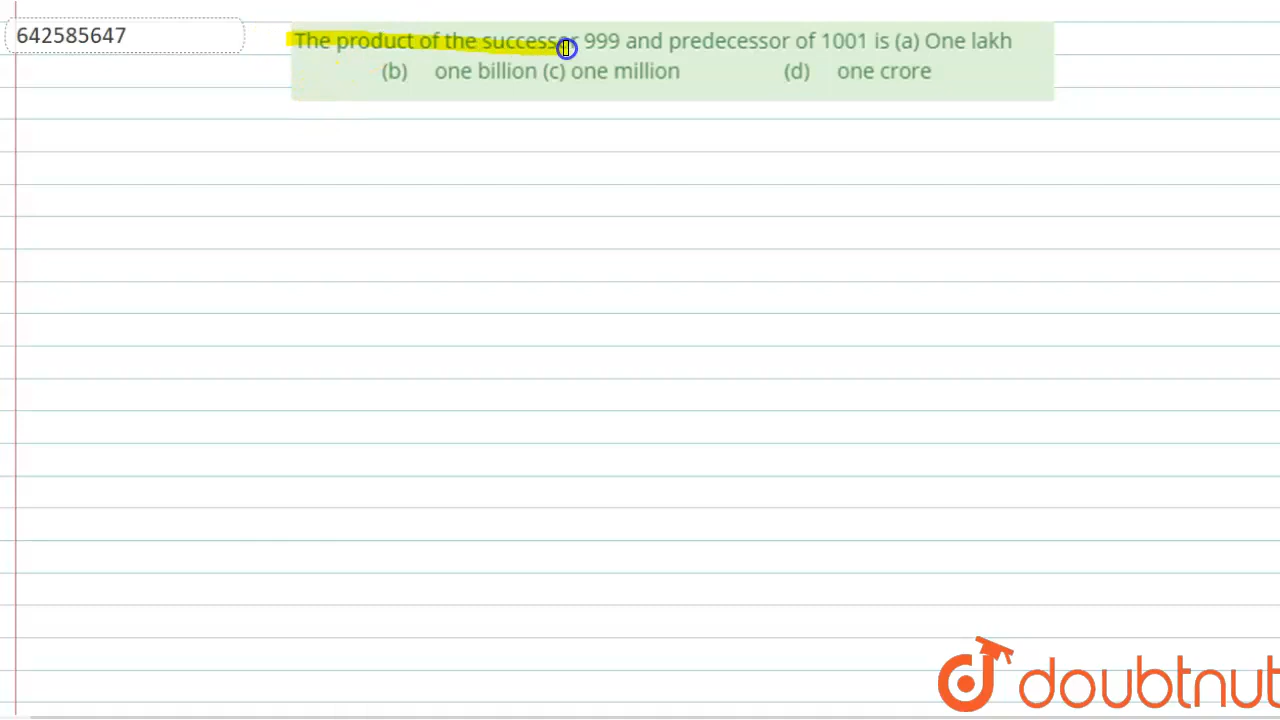 642585647
The product of the successor 999 and predecessor of 1001 is (a) One lakh
(b) one billion (c) one million (d) one crore
doubtnut